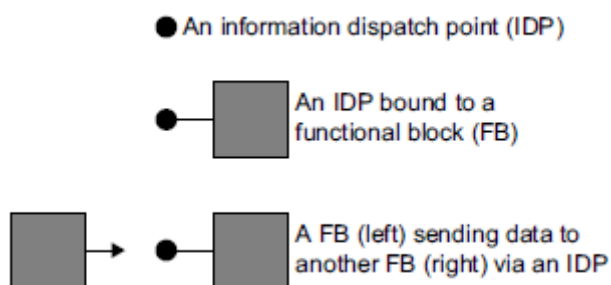 An information dispatch point (IDP)
An IDP bound to a
functional block (FB)
A FB (left) sending data to
another FB (right) via an IDP